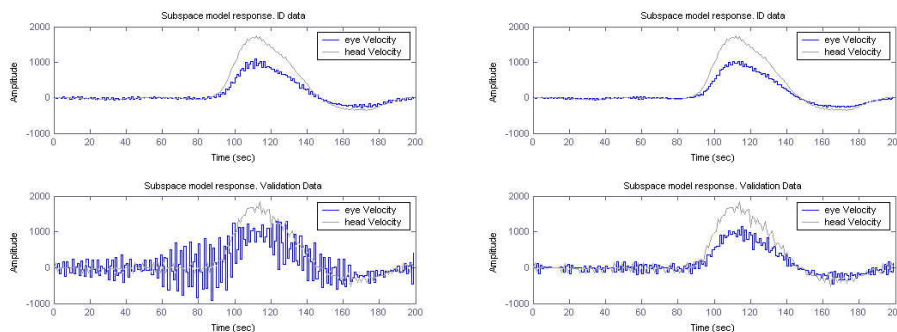 Subspace model response. ID data
2000
1000
0
-1000
Amplitude
eye Velocity
head Velocity
0 20 40 60 80 100 120 140 160 180 200
Time (sec)
Subspace model response. ID data
2000
1000
0
-1000
Amplitude
eye Velocity
head Velocity
0 20 40 60 80 100 120 140 160 180 200
Time (sec)
Subspace model response. Validation Data
2000
1000
0
-1000
Amplitude
eye Velocity
head Velocity
0 20 40 60 80 100 120 140 160 180 200
Time (sec)
Subspace model response. Validation Data
2000
1000
0
-1000
Amplitude
eye Velocity
head Velocity
0 20 40 60 80 100 120 140 160 180 200
Time (sec)